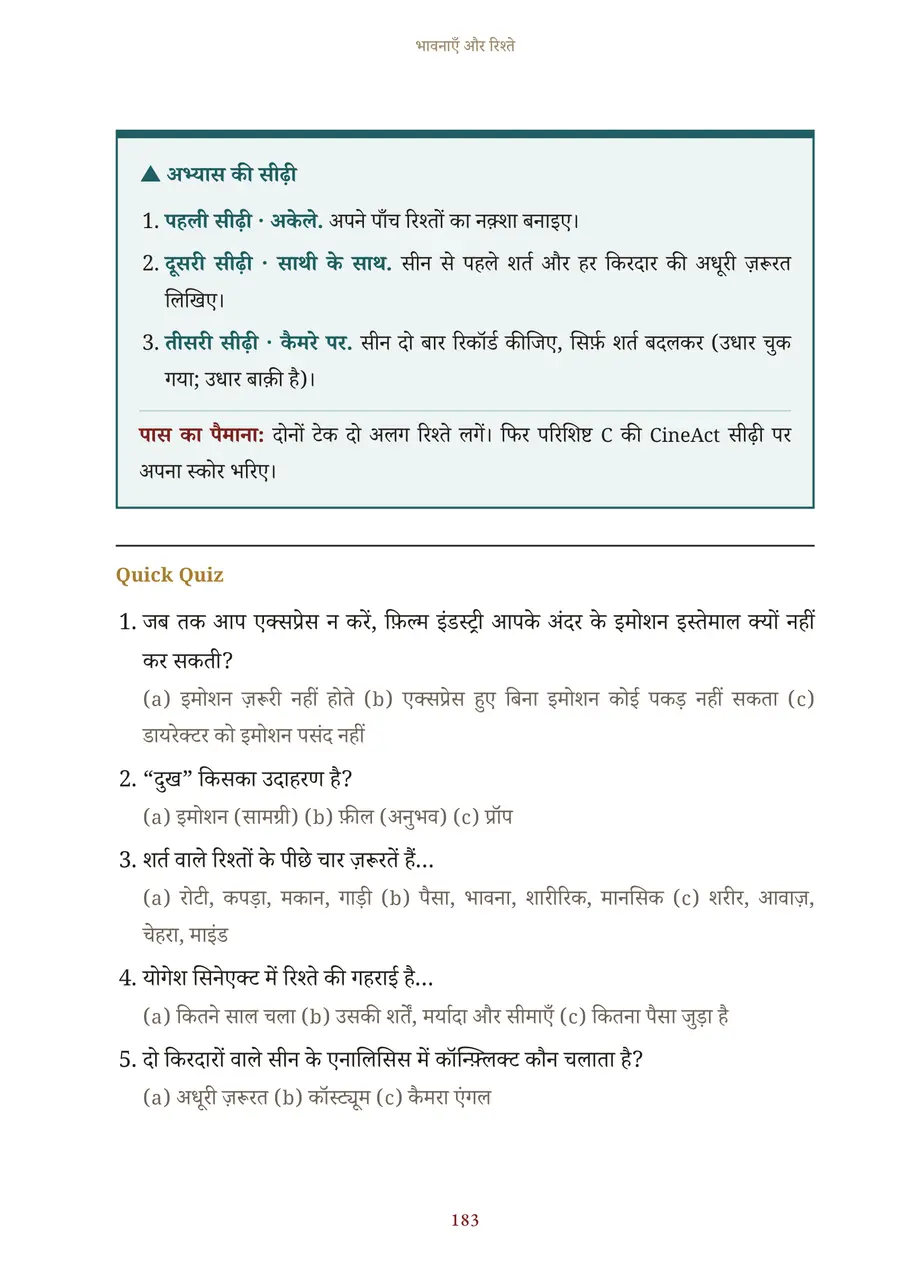 भावनाएँ और रिश्ते
▲ अभ्यास की सीढ़ी
1. पहली सीढ़ी · अकेले. अपने पाँच रिश्तों का नक़्शा बनाइए।
2. दूसरी सीढ़ी · साथी के साथ. सीन से पहले शर्त और हर किरदार की अधूरी ज़रूरत
लिखिए।
3. तीसरी सीढ़ी · कैमरे पर. सीन दो बार रिकॉर्ड कीजिए, सिर्फ़ शर्त बदलकर (उधार चुक
गया; उधार बाक़ी है)।
पास का पैमाना: दोनों टेक दो अलग रिश्ते लगें। फिर परिशिष्ट C की CineAct सीढ़ी पर
अपना स्कोर भरिए।
Quick Quiz
1. जब तक आप एक्सप्रेस न करें, फ़िल्म इंडस्ट्री आपके अंदर के इमोशन इस्तेमाल क्यों नहीं
कर सकती?
(a) इमोशन ज़रूरी नहीं होते (b) एक्सप्रेस हुए बिना इमोशन कोई पकड़ नहीं सकता (c)
डायरेक्टर को इमोशन पसंद नहीं
2. “दुख” किसका उदाहरण है?
(a) इमोशन (सामग्री) (b) फ़ील (अनुभव) (c) प्रॉप
3. शर्त वाले रिश्तों के पीछे चार ज़रूरतें हैं…
(a) रोटी, कपड़ा, मकान, गाड़ी (b) पैसा, भावना, शारीरिक, मानसिक (c) शरीर, आवाज़,
चेहरा, माइंड
4. योगेश सिनेएक्ट में रिश्ते की गहराई है…
(a) कितने साल चला (b) उसकी शर्तें, मर्यादा और सीमाएँ (c) कितना पैसा जुड़ा है
5. दो किरदारों वाले सीन के एनालिसिस में कॉन्फ़्लिक्ट कौन चलाता है?
(a) अधूरी ज़रूरत (b) कॉस्ट्यूम (c) कैमरा एंगल
183